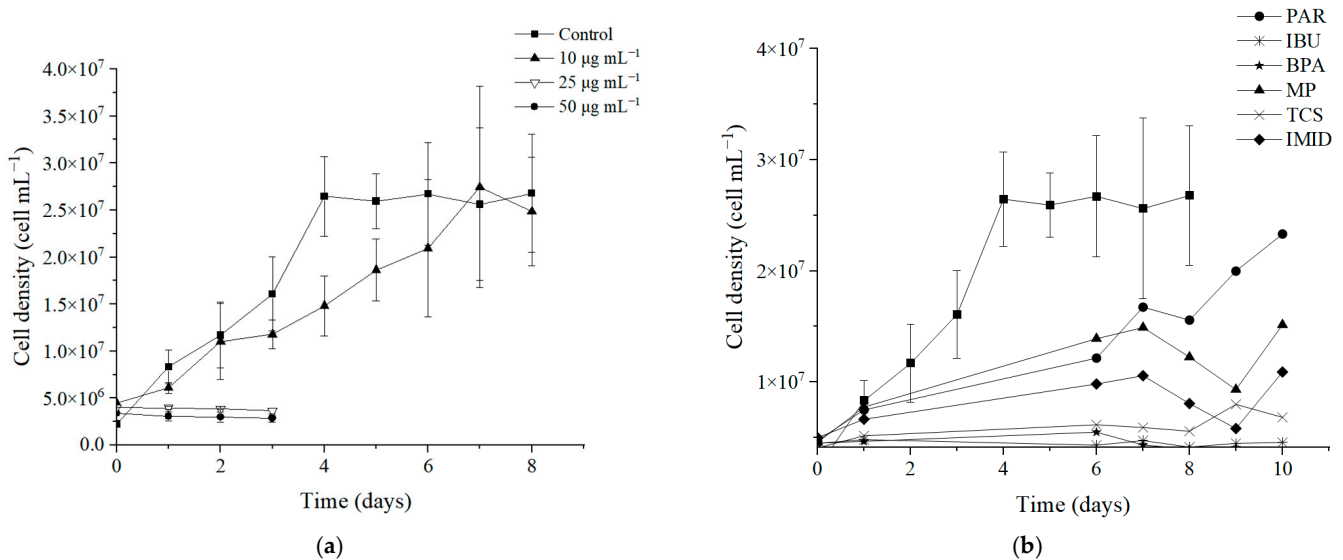 Control
10 μg mL⁻¹
25 μg mL⁻¹
50 μg mL⁻¹
4.0×10⁷
3.5×10⁷
3.0×10⁷
2.5×10⁷
2.0×10⁷
1.5×10⁷
1.0×10⁷
5.0×10⁶
0.0
Cell density (cell mL⁻¹)
0 2 4 6 8
Time (days)
(a)
PAR
IBU
BPA
MP
TCS
IMID
4×10⁷
3×10⁷
2×10⁷
1×10⁷
Cell density (cell mL⁻¹)
0 2 4 6 8 10
Time (days)
(b)